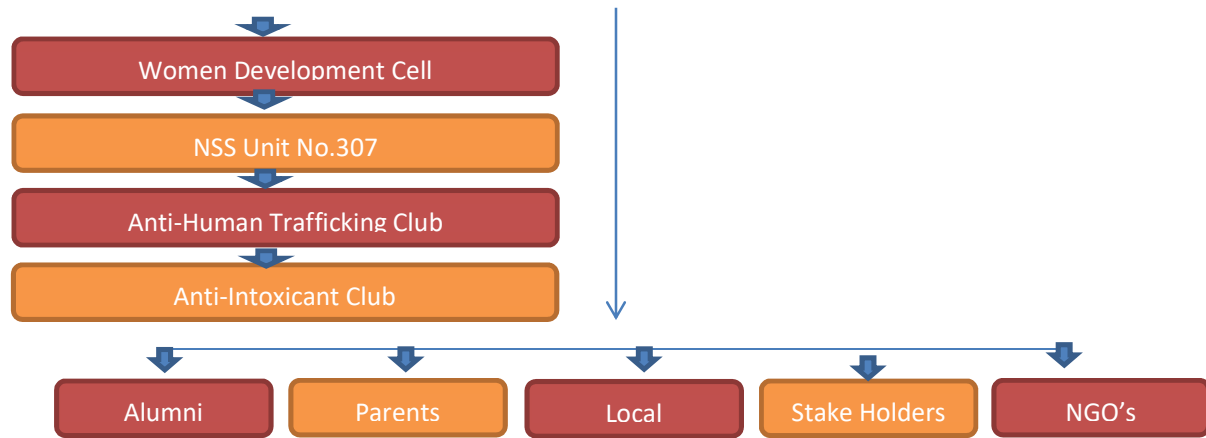 Women Development Cell
NSS Unit No.307
Anti-Human Trafficking Club
Anti-Intoxicant Club
Alumni
Parents
Local
Stake Holders
NGO’s